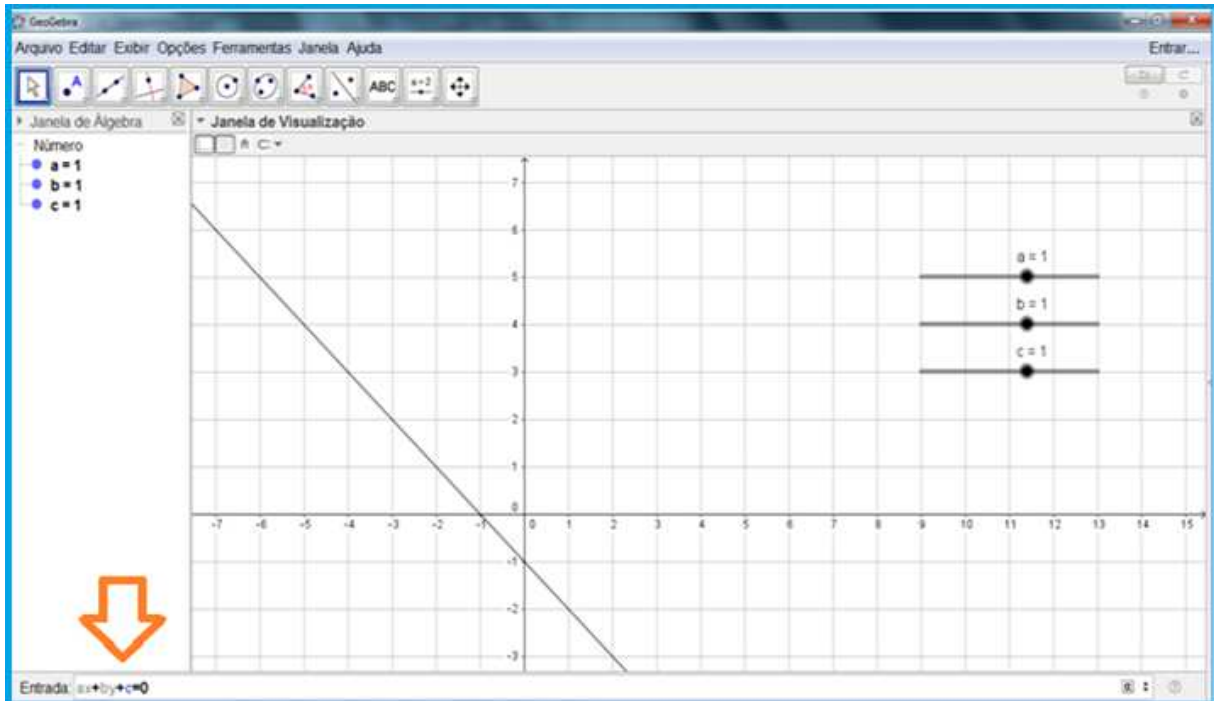 GeoGebra
Arquivo Editar Exibir Opções Ferramentas Janela Ajuda
Entrar...
A
ABC
a=2
Janela de Álgebra
Janela de Visualização
Número
a = 1
b = 1
c = 1
7
6
5
4
3
2
1
0
-1
-2
-3
-7 -6 -5 -4 -3 -2 -1 0 1 2 3 4 5 6 7 8 9 10 11 12 13 14 15
a = 1
b = 1
c = 1
Entrada: ax+by+c=0
α